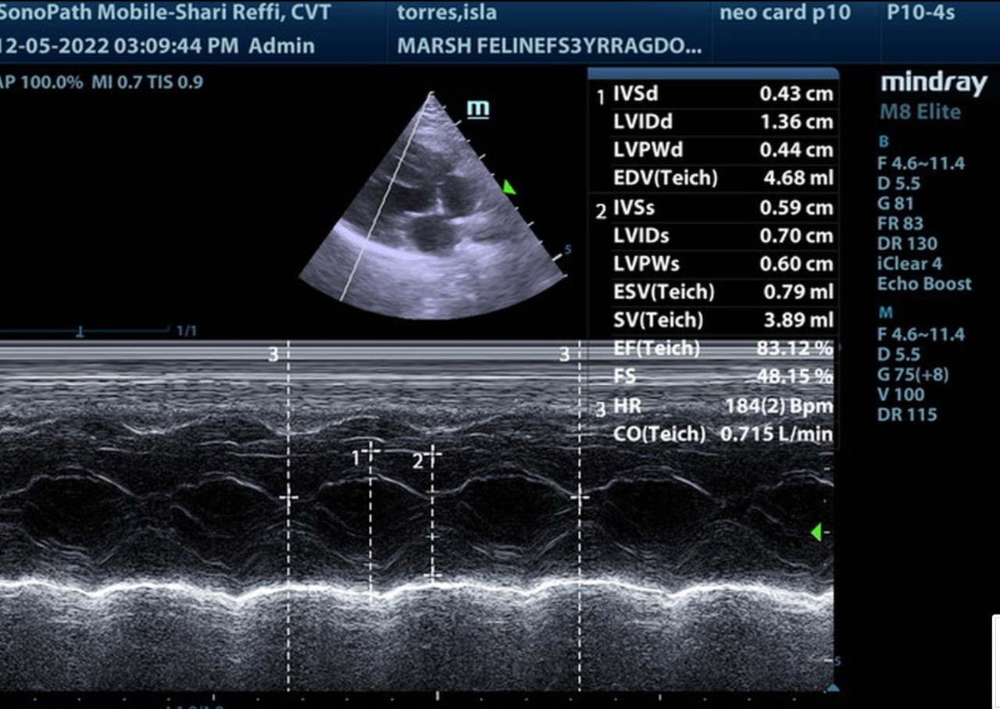 SonoPath Mobile-Shari Reffi, CVT
torres,isla
neo card p10
P10-4s
12-05-2022 03:09:44 PM Admin
MARSH FELINEFS3YRRAGDO...
AP 100.0% MI 0.7 TIS 0.9
m
mindray
M8 Elite
1 IVSd 0.43 cm
LVIDd 1.36 cm
LVPWd 0.44 cm
EDV(Teich) 4.68 ml
2 IVSs 0.59 cm
LVIDs 0.70 cm
LVPWs 0.60 cm
ESV(Teich) 0.79 ml
SV(Teich) 3.89 ml
EF(Teich) 83.12 %
FS 48.15 %
3 HR 184(2) Bpm
CO(Teich) 0.715 L/min
B
F 4.6~11.4
D 5.5
G 81
FR 83
DR 130
iClear 4
Echo Boost
M
F 4.6~11.4
D 5.5
G 75(+8)
V 100
DR 115
5
1/1
3
3
1
2
5